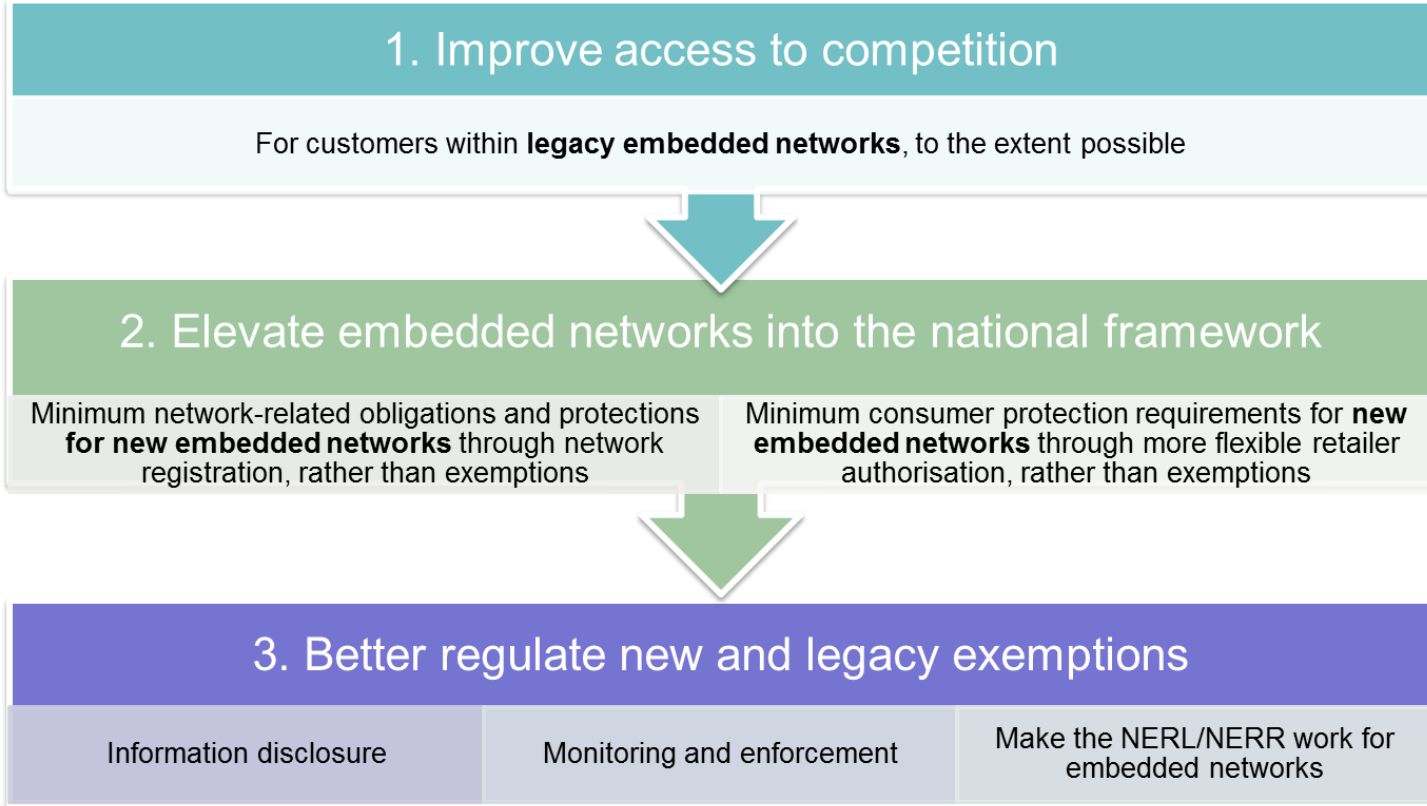 1. Improve access to competition
For customers within legacy embedded networks, to the extent possible
2. Elevate embedded networks into the national framework
Minimum network-related obligations and protections
for new embedded networks through network
registration, rather than exemptions
Minimum consumer protection requirements for new
embedded networks through more flexible retailer
authorisation, rather than exemptions
3. Better regulate new and legacy exemptions
Information disclosure
Monitoring and enforcement
Make the NERL/NERR work for
embedded networks